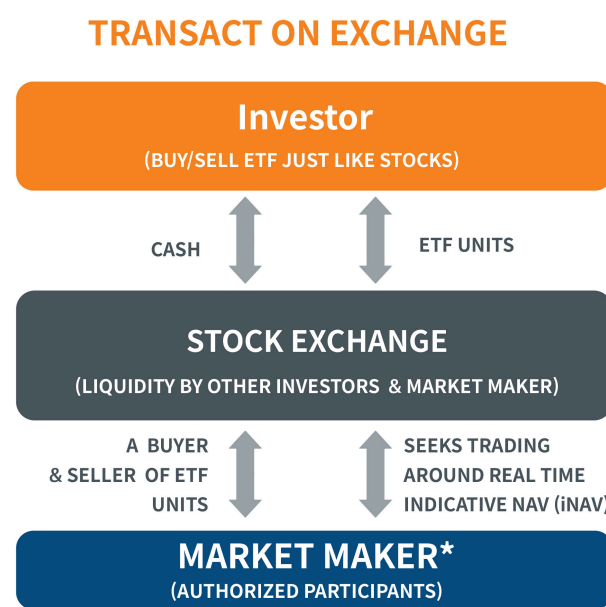 TRANSACT ON EXCHANGE
Investor
(BUY/SELL ETF JUST LIKE STOCKS)
CASH
ETF UNITS
STOCK EXCHANGE
(LIQUIDITY BY OTHER INVESTORS & MARKET MAKER)
A BUYER
& SELLER OF ETF
UNITS
SEEKS TRADING
AROUND REAL TIME
INDICATIVE NAV (iNAV)
MARKET MAKER*
(AUTHORIZED PARTICIPANTS)